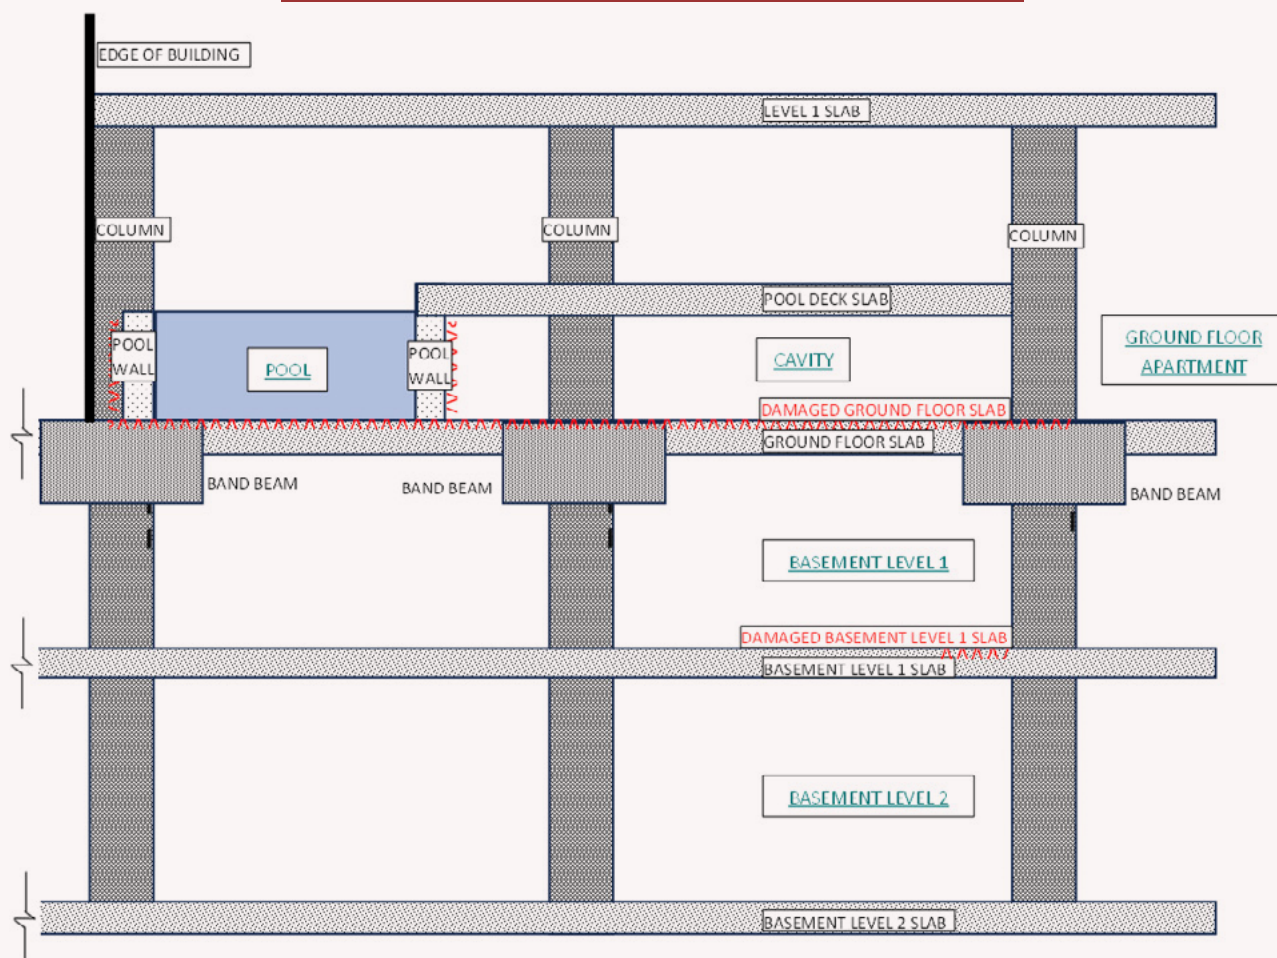 EDGE OF BUILDING
LEVEL 1 SLAB
COLUMN
COLUMN
COLUMN
POOL DECK SLAB
POOL
WALL
POOL
POOL
WALL
CAVITY
GROUND FLOOR
APARTMENT
DAMAGED GROUND FLOOR SLAB
GROUND FLOOR SLAB
BAND BEAM
BAND BEAM
BAND BEAM
BASEMENT LEVEL 1
DAMAGED BASEMENT LEVEL 1 SLAB
BASEMENT LEVEL 1 SLAB
BASEMENT LEVEL 2
BASEMENT LEVEL 2 SLAB